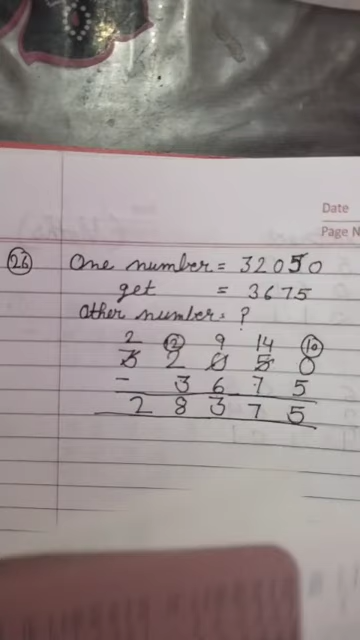 Date
Page N
26 One number = 32050
get = 3675
Other number = ?
2 12 9 14 10
3 2 0 5 0
- 3 6 7 5
2 8 3 7 5